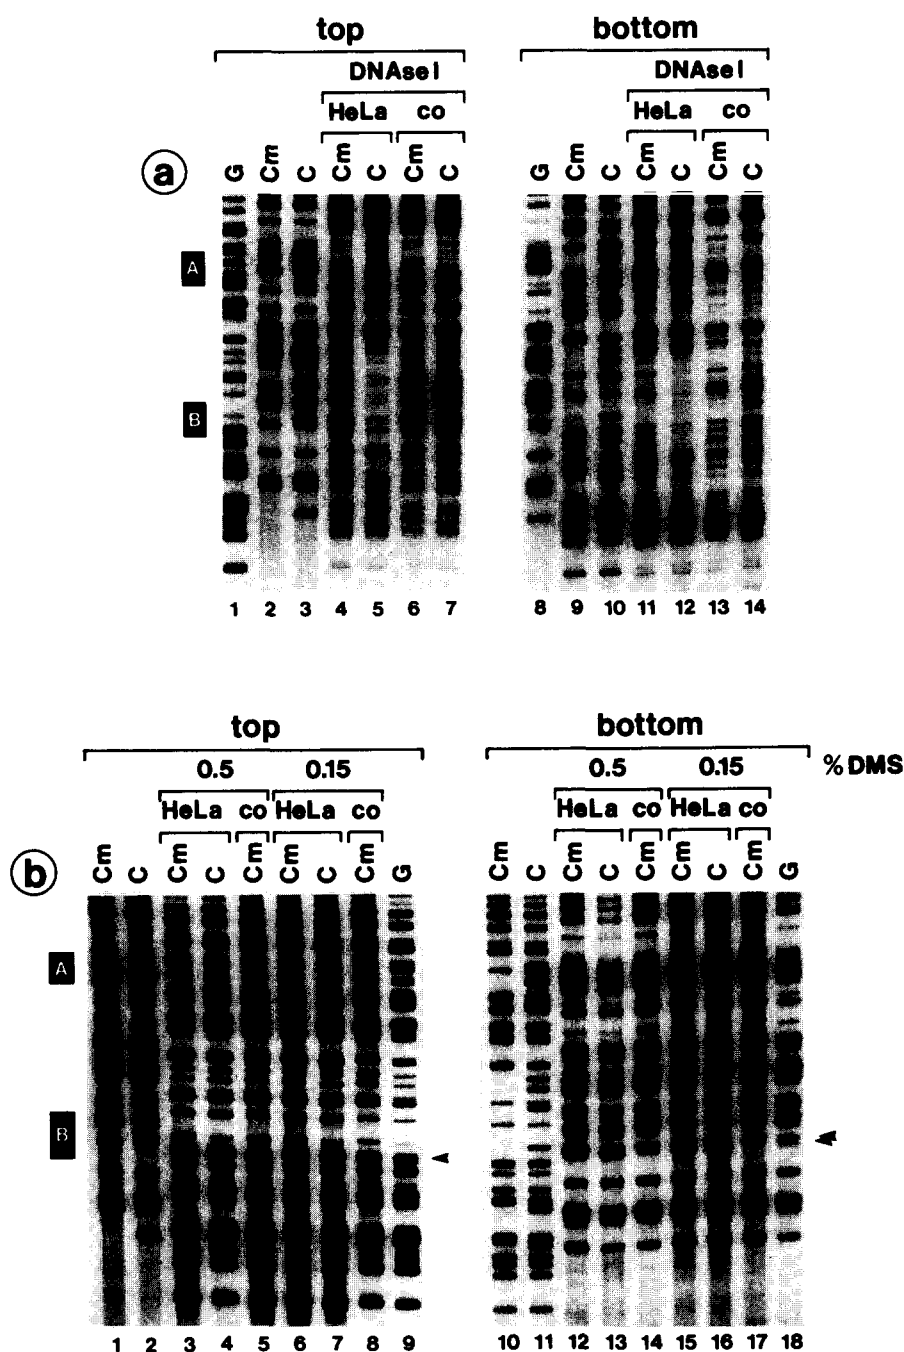 top bottom
DNAse I DNAse I
HeLa co HeLa co
a G Cm C Cm C Cm C G Cm C Cm C Cm C
A
B
1 2 3 4 5 6 7 8 9 10 11 12 13 14
top bottom
0.5 0.15 0.5 0.15 % DMS
HeLa co HeLa co HeLa co HeLa co
b Cm C Cm C Cm Cm C Cm G Cm C Cm C Cm Cm C Cm G
A
B
1 2 3 4 5 6 7 8 9 10 11 12 13 14 15 16 17 18